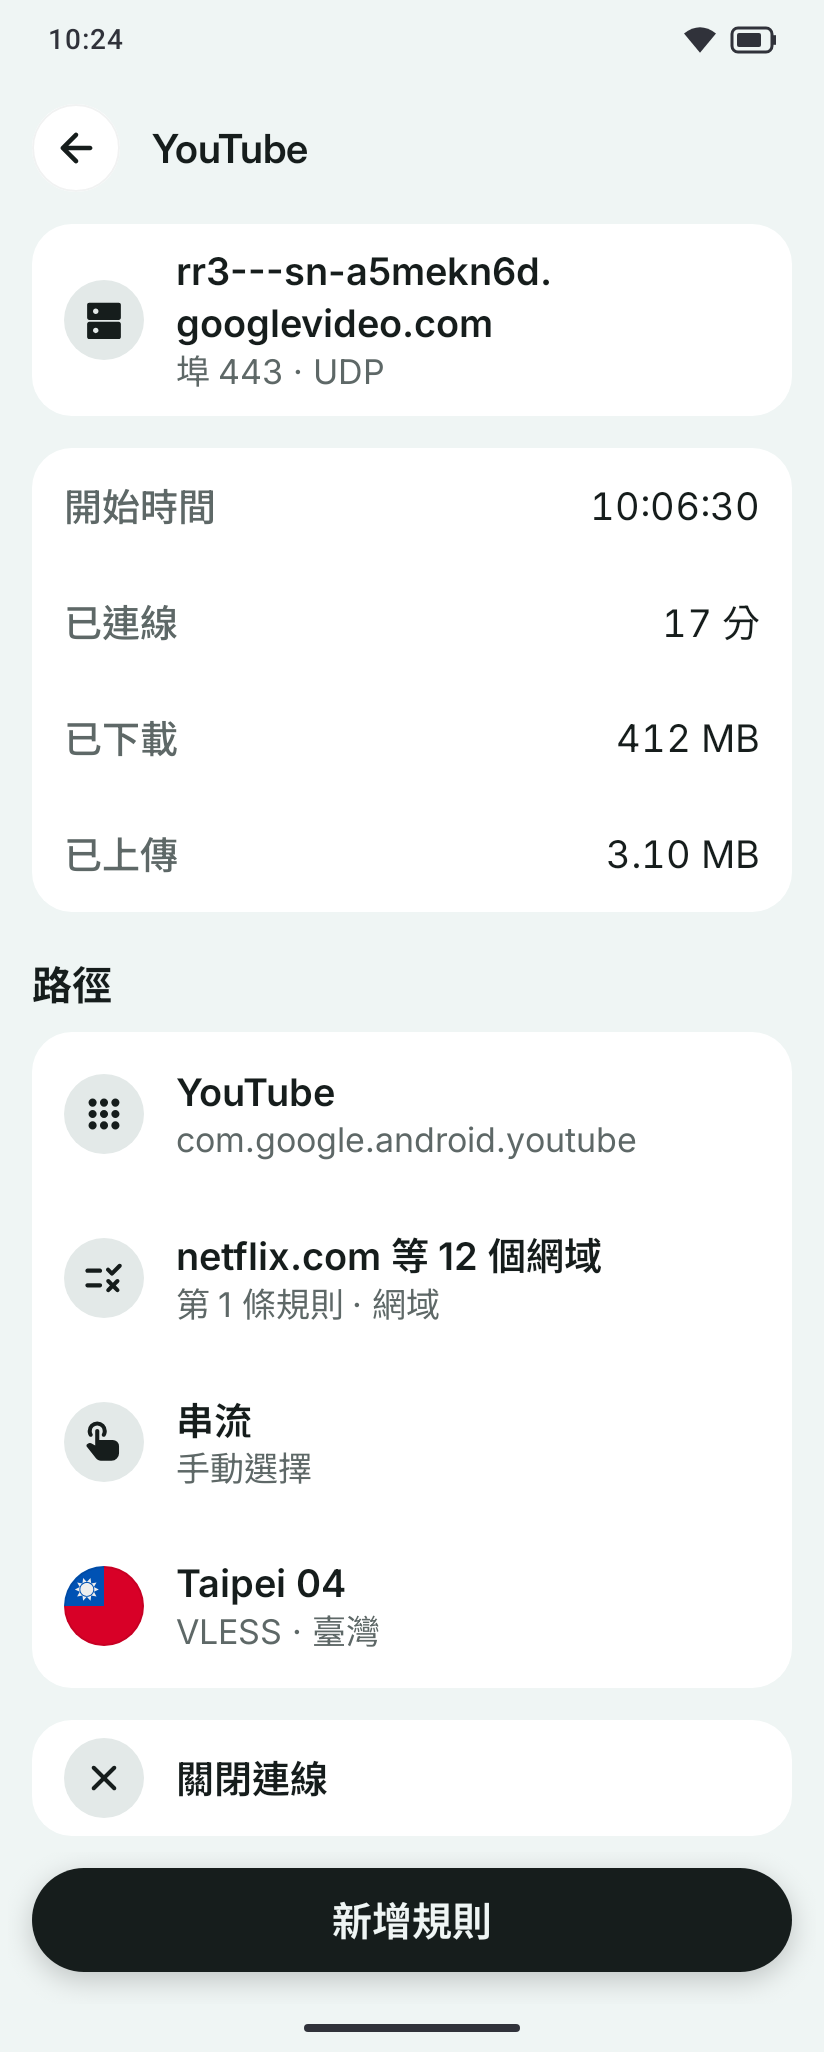 10:24
YouTube
rr3---sn-a5mekn6d.
googlevideo.com
埠 443 · UDP
開始時間 10:06:30
已連線 17 分
已下載 412 MB
已上傳 3.10 MB
路徑
YouTube
com.google.android.youtube
netflix.com 等 12 個網域
第 1 條規則 · 網域
串流
手動選擇
Taipei 04
VLESS · 臺灣
關閉連線
新增規則